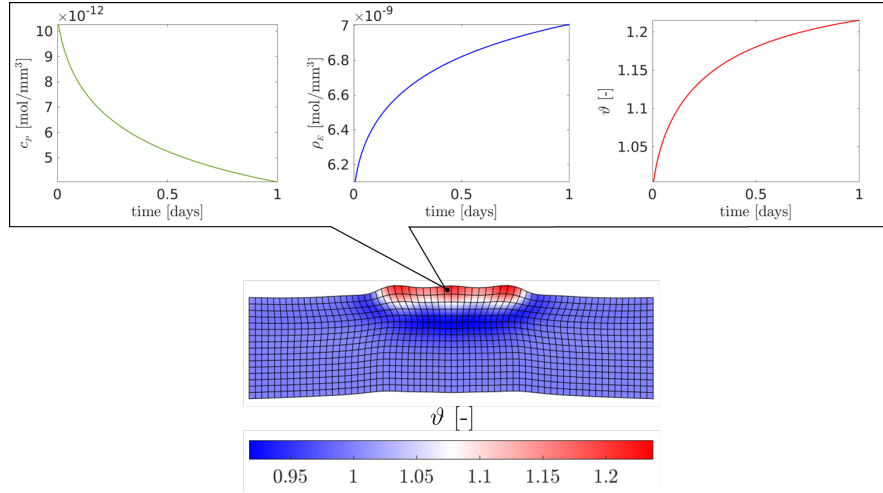 ×10⁻¹²
10
9
8
7
6
5
c_P [mol/mm³]
0 0.5 1
time [days]
×10⁻⁹
7
6.8
6.6
6.4
6.2
ρ_E [mol/mm³]
0 0.5 1
time [days]
1.2
1.15
1.1
1.05
ϑ [-]
0 0.5 1
time [days]
ϑ [-]
0.95 1 1.05 1.1 1.15 1.2